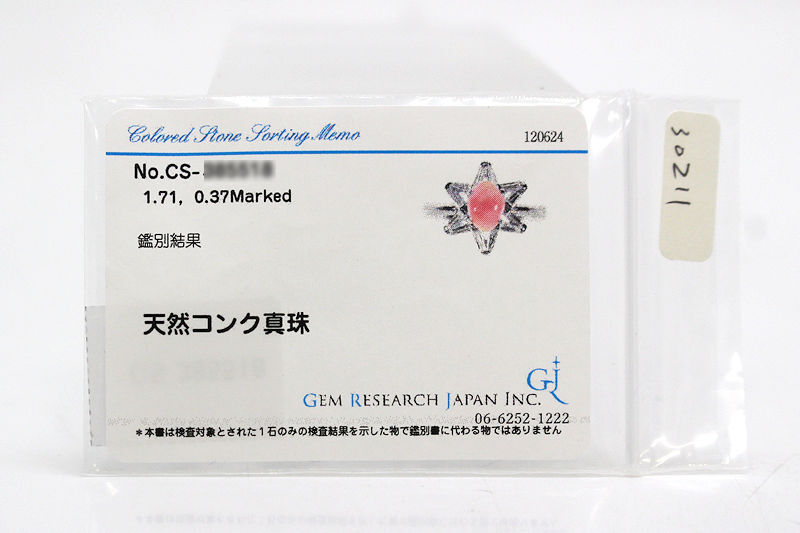 Colored Stone Sorting Memo
120624
No.CS-
1.71, 0.37Marked
鑑別結果
天然コンク真珠
GJ
GEM RESEARCH JAPAN INC.
06-6252-1222
*本書は検査対象とされた1石のみの検査結果を示した物で鑑別書に代わる物ではありません
30211